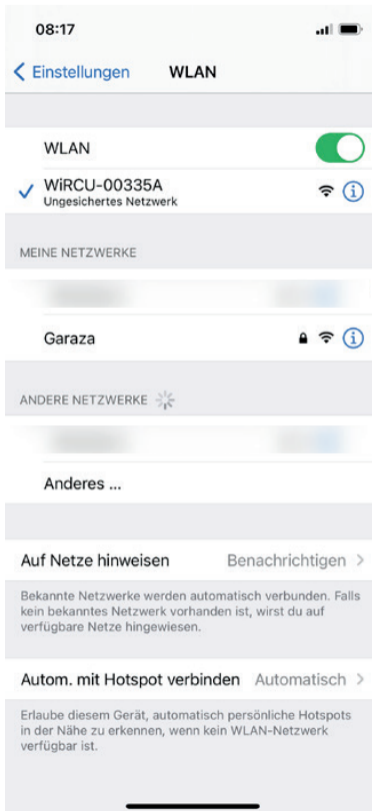 08:17
Einstellungen WLAN
WLAN
WiRCU-00335A
Ungesichertes Netzwerk
MEINE NETZWERKE
Garaza
ANDERE NETZWERKE
Anderes ...
Auf Netze hinweisen Benachrichtigen
Bekannte Netzwerke werden automatisch verbunden. Falls
kein bekanntes Netzwerk vorhanden ist, wirst du auf
verfügbare Netze hingewiesen.
Autom. mit Hotspot verbinden Automatisch
Erlaube diesem Gerät, automatisch persönliche Hotspots
in der Nähe zu erkennen, wenn kein WLAN-Netzwerk
verfügbar ist.